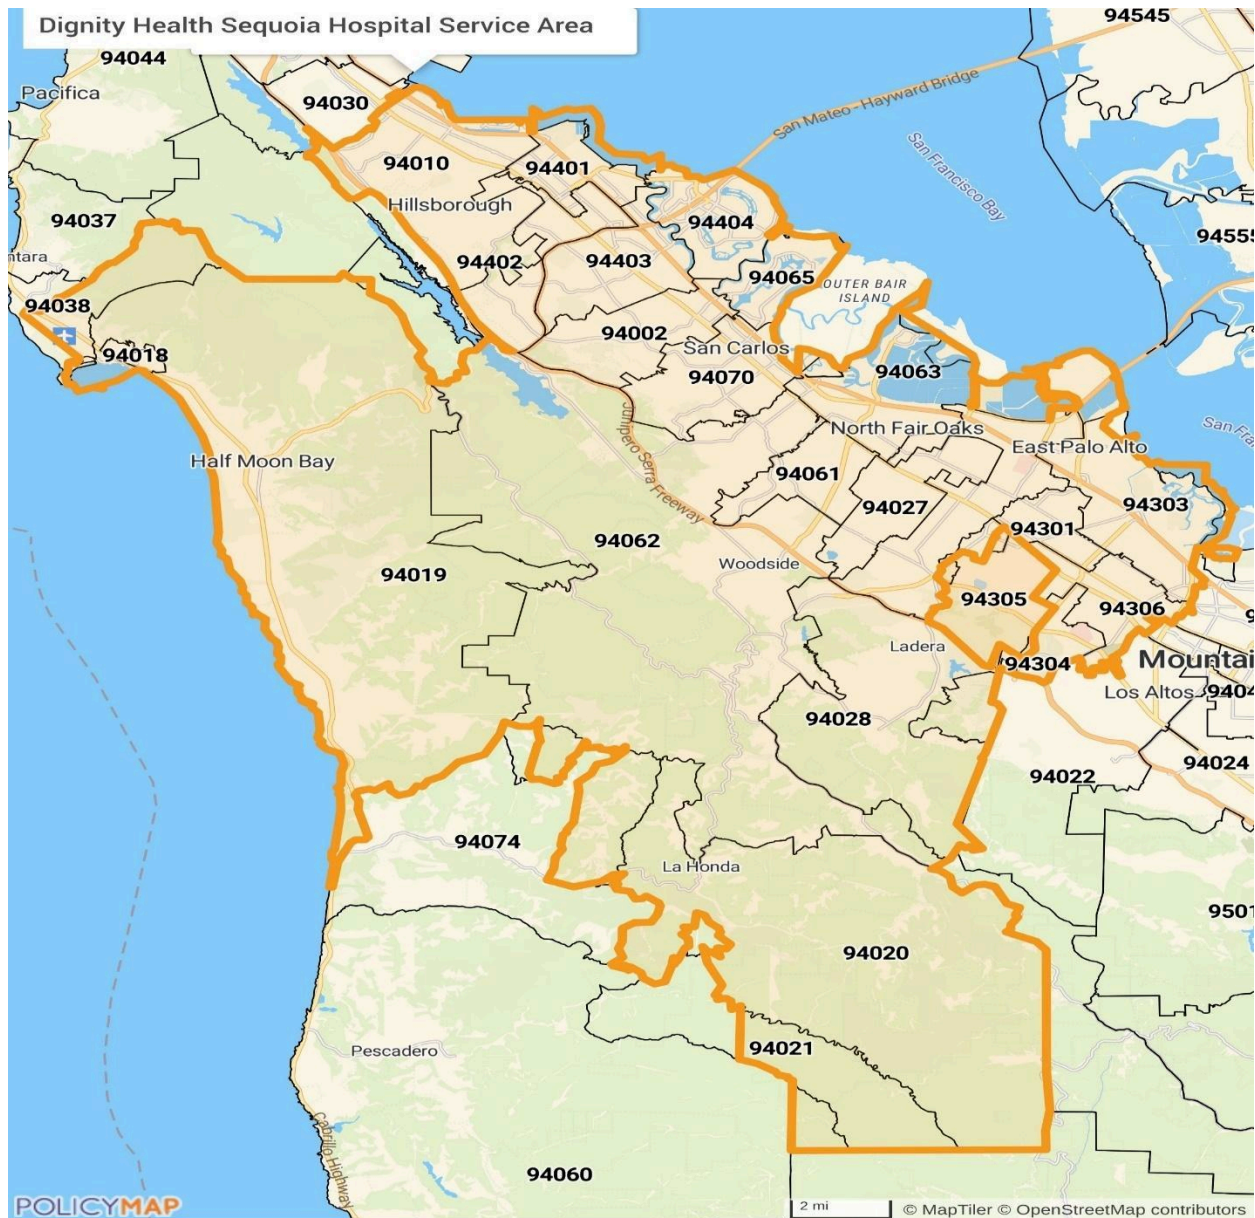 Dignity Health Sequoia Hospital Service Area
94545
94044
Pacifica
94030
San Mateo - Hayward Bridge
94010
94401
San Francisco Bay
Hillsborough
94037
94404
94555
ntara
94402
94403
94065
94038
OUTER BAIR
ISLAND
94002
San Carlos
94018
94063
94070
Junipero Serra Freeway
North Fair Oaks
San Fra
East Palo Alto
Half Moon Bay
94061
94027
94303
94301
94062
Woodside
94019
94305
94306
Ladera
94304
Mountai
Los Altos
9404
94028
94022
94024
94074
La Honda
9501
94020
94021
Pescadero
Cabrillo Highway
94060
POLICYMAP
2 mi
© MapTiler © OpenStreetMap contributors